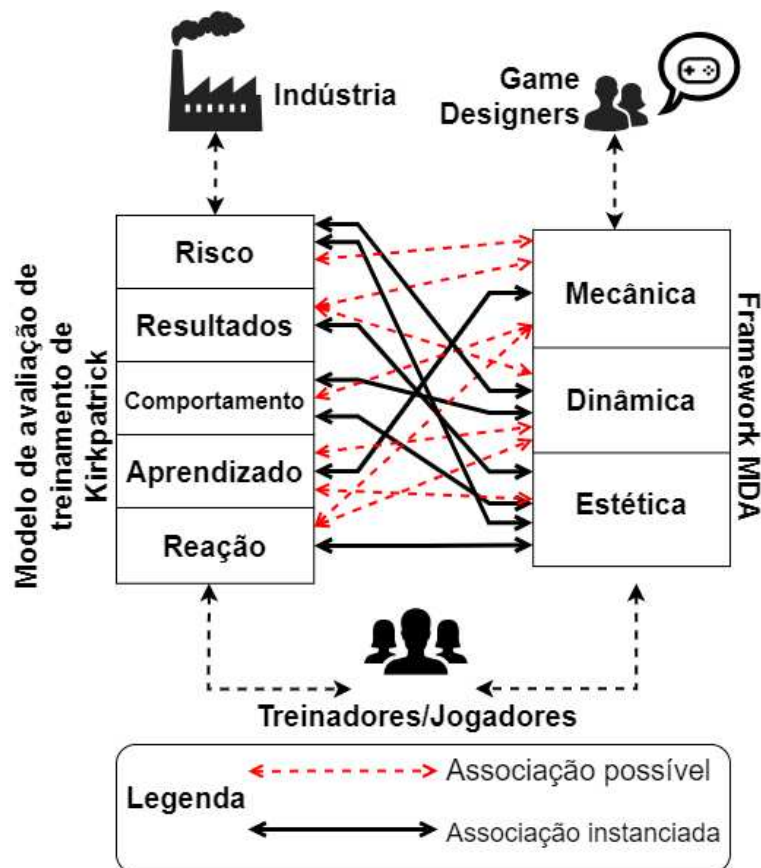 Indústria
Game
Designers
Modelo de avaliação de
treinamento de
Kirkpatrick
Risco
Resultados
Comportamento
Aprendizado
Reação
Mecânica
Dinâmica
Estética
Framework MDA
Treinadores/Jogadores
Legenda
Associação possível
Associação instanciada